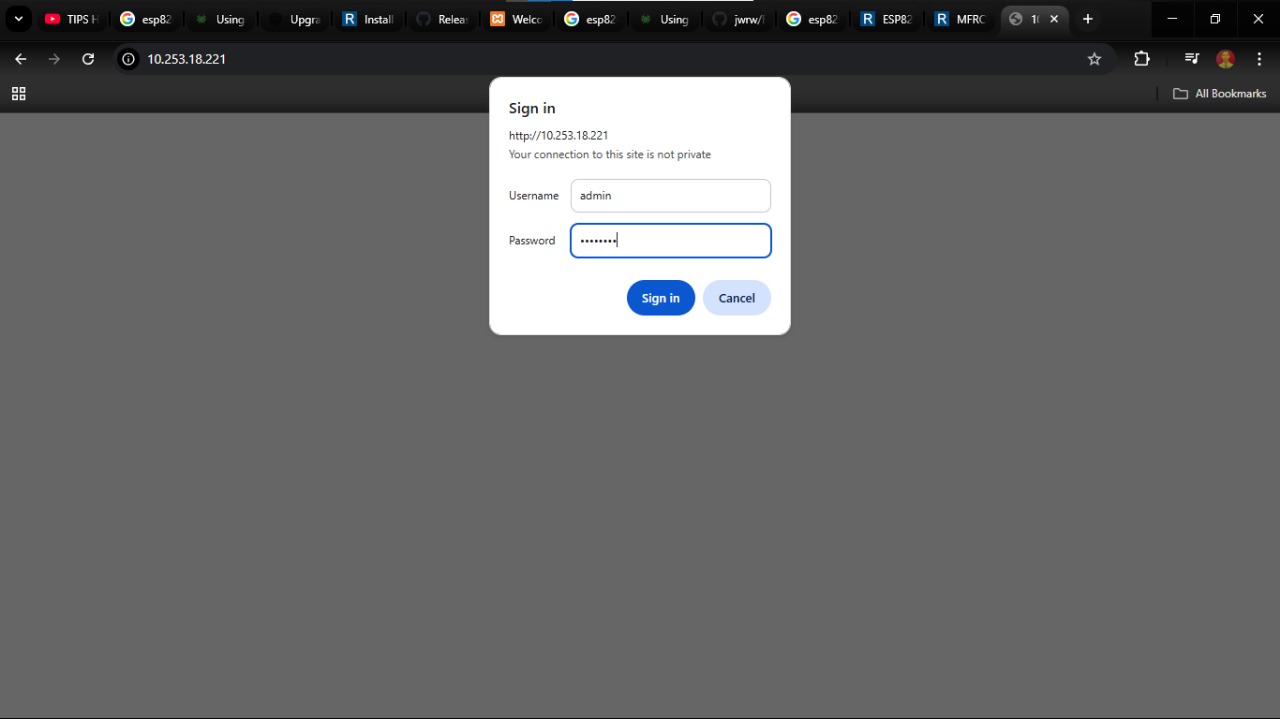 TIPS H
esp82
Using
Upgra
Install
Relea
Welco
esp82
Using
jwrw/
esp82
ESP82
MFRC
10.253.18.221
All Bookmarks
Sign in
http://10.253.18.221
Your connection to this site is not private
Username admin
Password ••••••••
Sign in Cancel